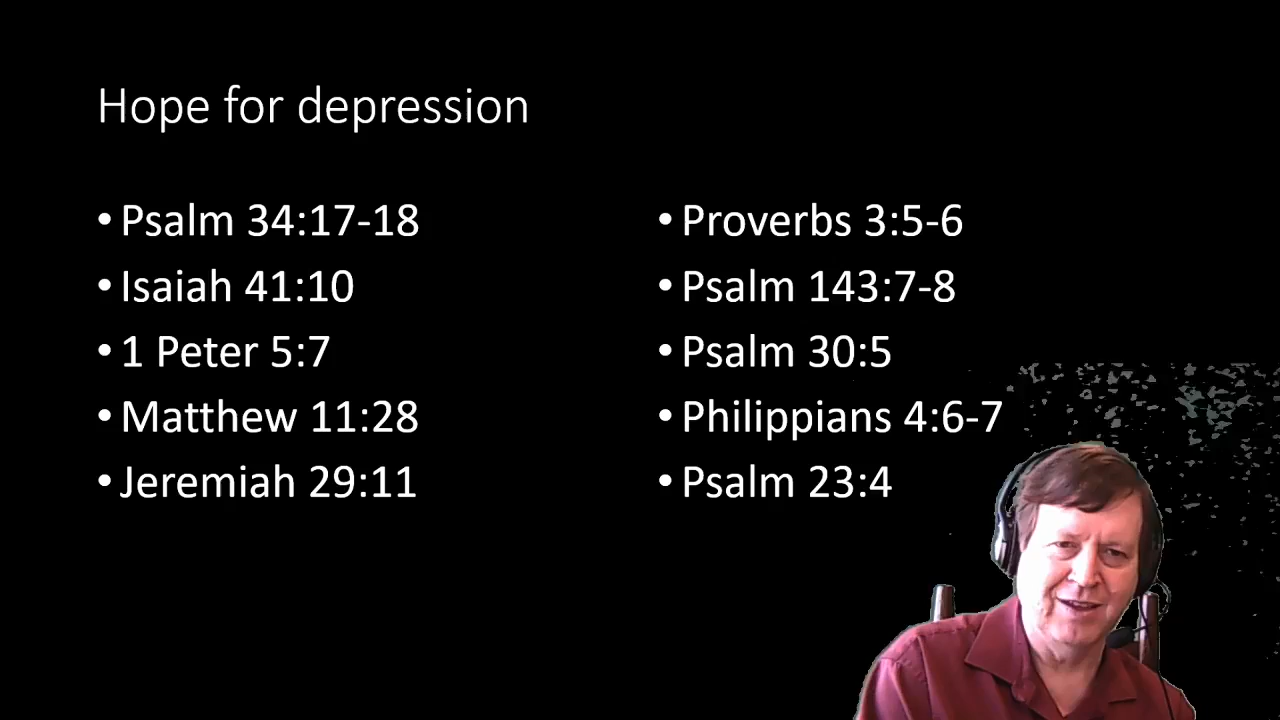 Hope for depression
• Psalm 34:17-18
• Isaiah 41:10
• 1 Peter 5:7
• Matthew 11:28
• Jeremiah 29:11
• Proverbs 3:5-6
• Psalm 143:7-8
• Psalm 30:5
• Philippians 4:6-7
• Psalm 23:4